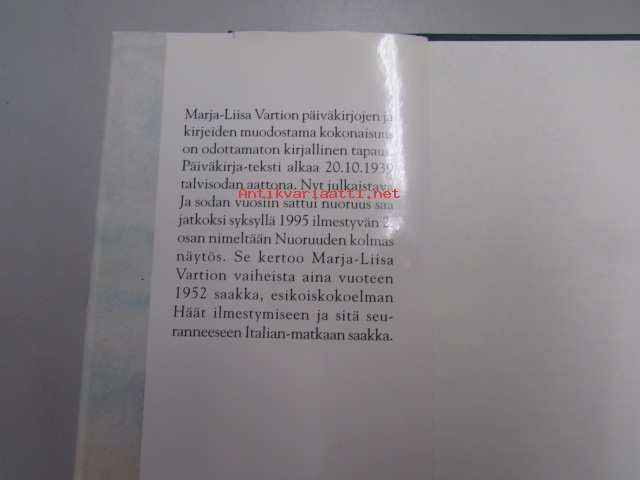 Marja-Liisa Vartion päiväkirjojen ja
kirjeiden muodostama kokonaisuus
on odottamaton kirjallinen tapaus.
Päiväkirja-teksti alkaa 20.10.1939
talvisodan aattona. Nyt julkaistava
Antikvariaatti.net
Ja sodan vuosiin sattui nuoruus saa
jatkoksi syksyllä 1995 ilmestyvän 2.
osan nimeltään Nuoruuden kolmas
näytös. Se kertoo Marja-Liisa
Vartion vaiheista aina vuoteen
1952 saakka, esikoiskokoelman
Häät ilmestymiseen ja sitä seu-
ranneeseen Italian-matkaan saakka.